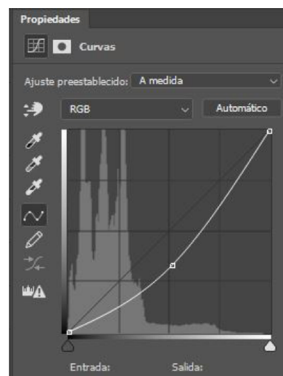 Propiedades
Curvas
Ajuste preestablecido: A medida
RGB Automático
Entrada: Salida: